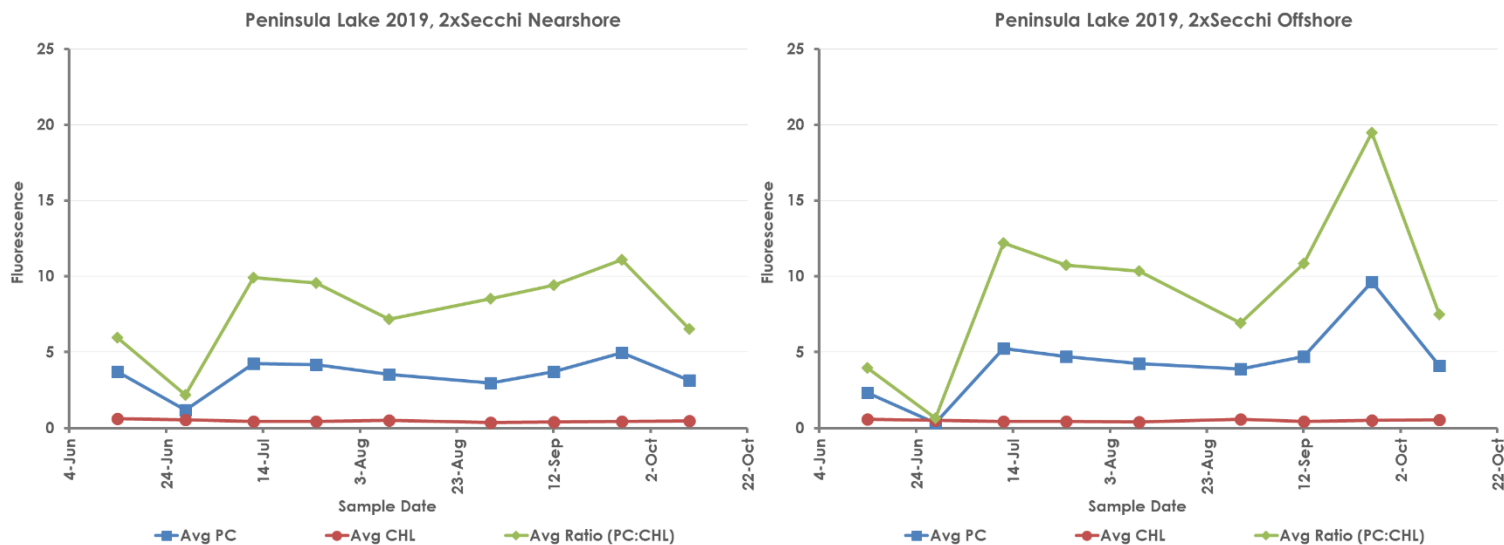 Peninsula Lake 2019, 2xSecchi Nearshore
25
20
15
10
5
0
Fluorescence
4-Jun
24-Jun
14-Jul
3-Aug
23-Aug
12-Sep
2-Oct
22-Oct
Sample Date
Avg PC Avg CHL Avg Ratio (PC:CHL)
Peninsula Lake 2019, 2xSecchi Offshore
25
20
15
10
5
0
Fluorescence
4-Jun
24-Jun
14-Jul
3-Aug
23-Aug
12-Sep
2-Oct
22-Oct
Sample Date
Avg PC Avg CHL Avg Ratio (PC:CHL)